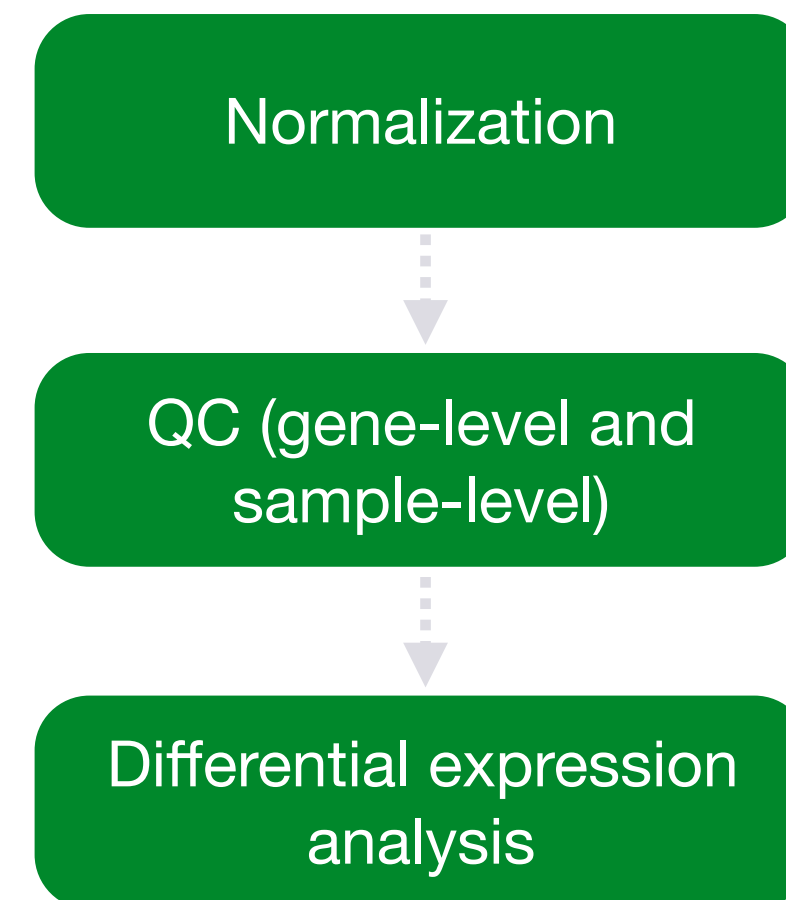 Normalization
QC (gene-level and
sample-level)
Differential expression
analysis